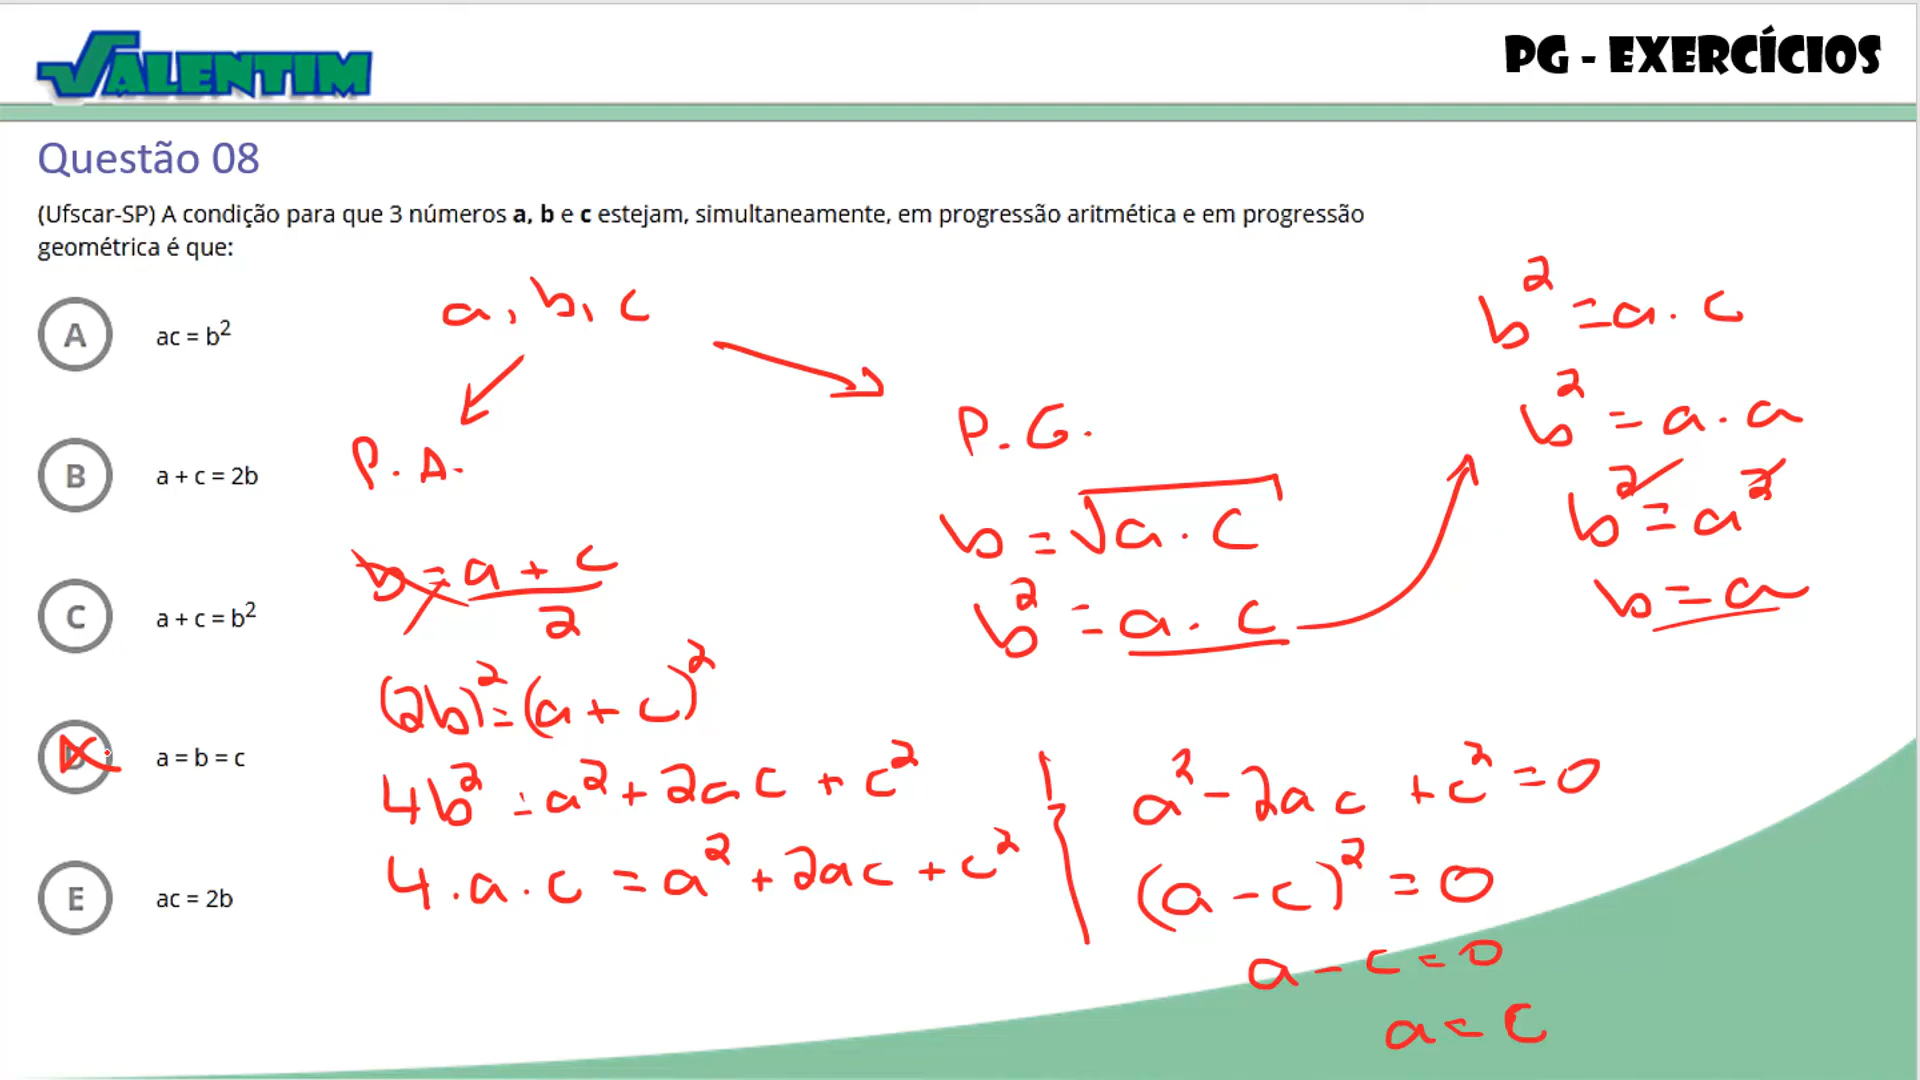 VALENTIM
PG - EXERCÍCIOS
Questão 08
(Ufscar-SP) A condição para que 3 números a, b e c estejam, simultaneamente, em progressão aritmética e em progressão
geométrica é que:
A ac = b²
B a + c = 2b
C a + c = b²
D a = b = c
E ac = 2b
a, b, c
P.A.
b = a + c
2
(2b)² = (a + c)²
4b² = a² + 2ac + c²
4 . a . c = a² + 2ac + c²
P.G.
b = √a . c
b² = a . c
b² = a . c
b² = a . a
b² = a²
b = a
a² - 2ac + c² = 0
(a - c)² = 0
a - c = 0
a = c